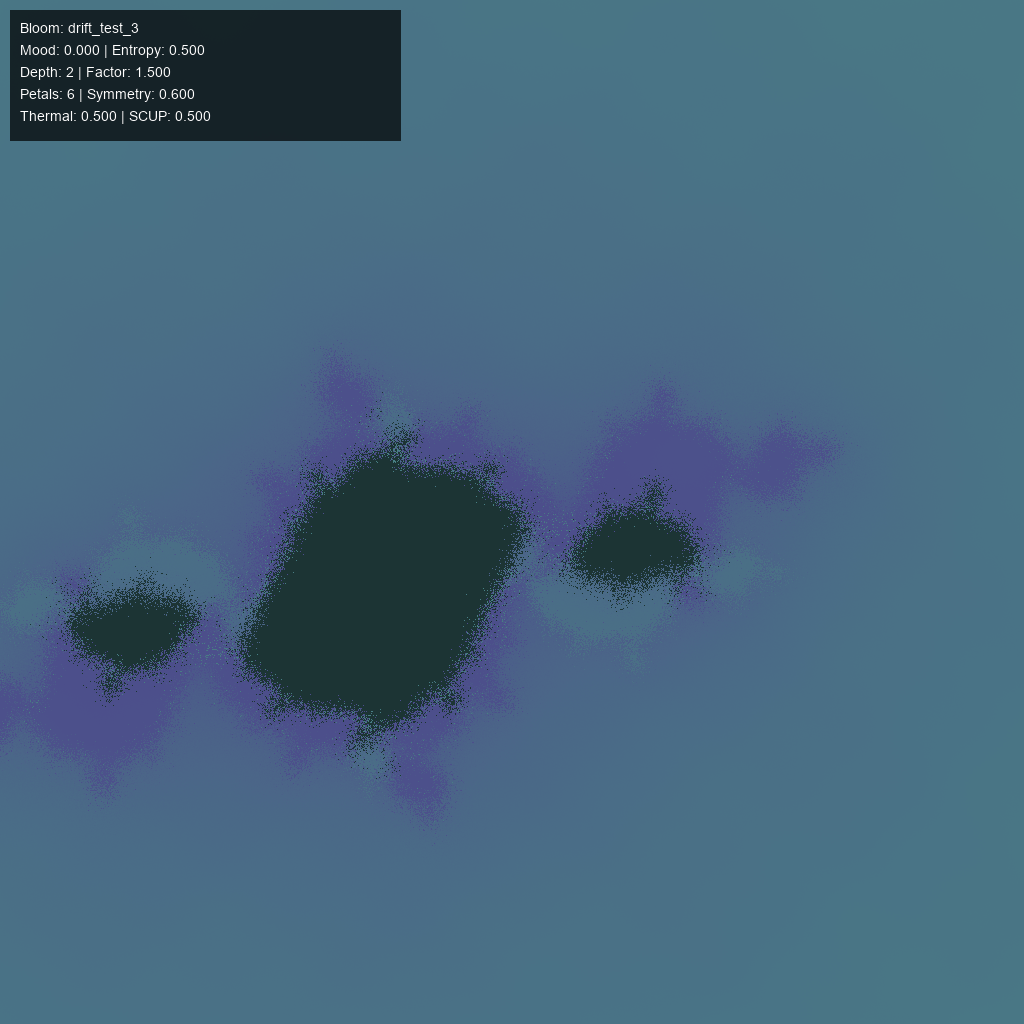 Bloom: drift_test_3
Mood: 0.000 | Entropy: 0.500
Depth: 2 | Factor: 1.500
Petals: 6 | Symmetry: 0.600
Thermal: 0.500 | SCUP: 0.500